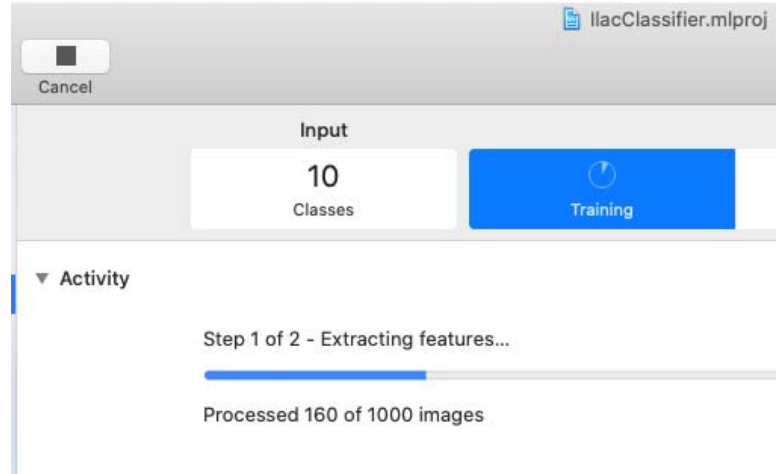 IlacClassifier.mlproj
Cancel
Input
10
Classes
Training
Activity
Step 1 of 2 - Extracting features...
Processed 160 of 1000 images